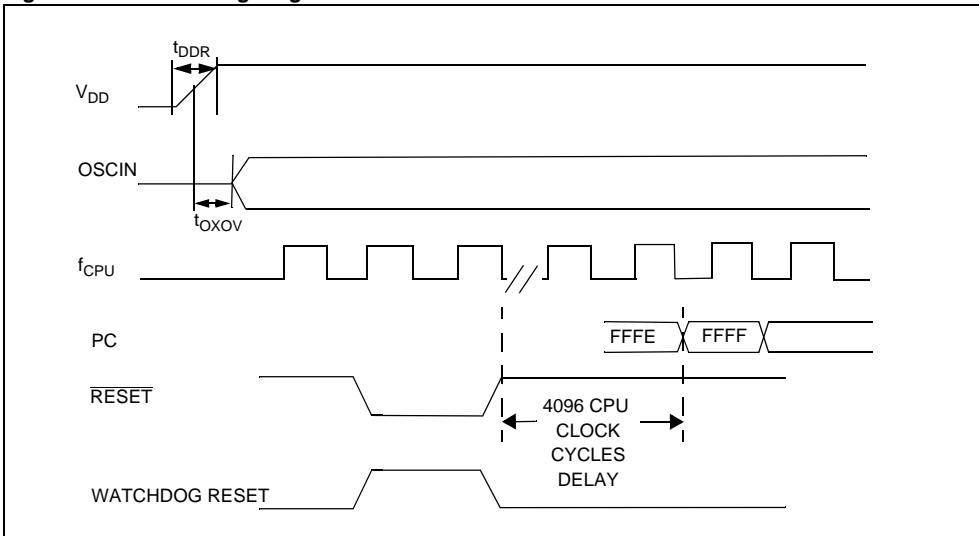 tDDR
VDD
OSCIN
tOXOV
fCPU
PC
FFFE
FFFF
RESET
4096 CPU
CLOCK
CYCLES
DELAY
WATCHDOG RESET